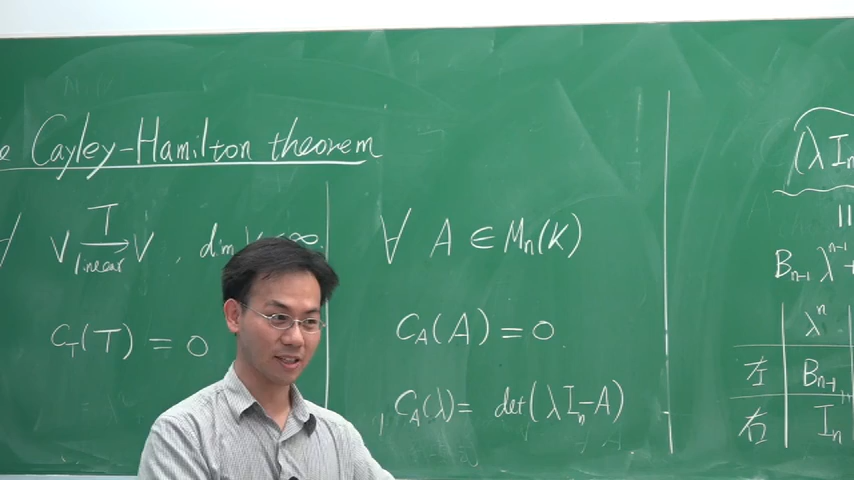 e Cayley-Hamilton theorem
∀ V →T linear V , dim V < ∞.
C_T(T) = 0
∀ A ∈ M_n(K)
C_A(A) = 0.
C_A(λ) = det(λI_n-A)
(λI_n
||
B_{n-1} λ^{n-1} +
λ^n
左 B_{n-1}
右 I_n